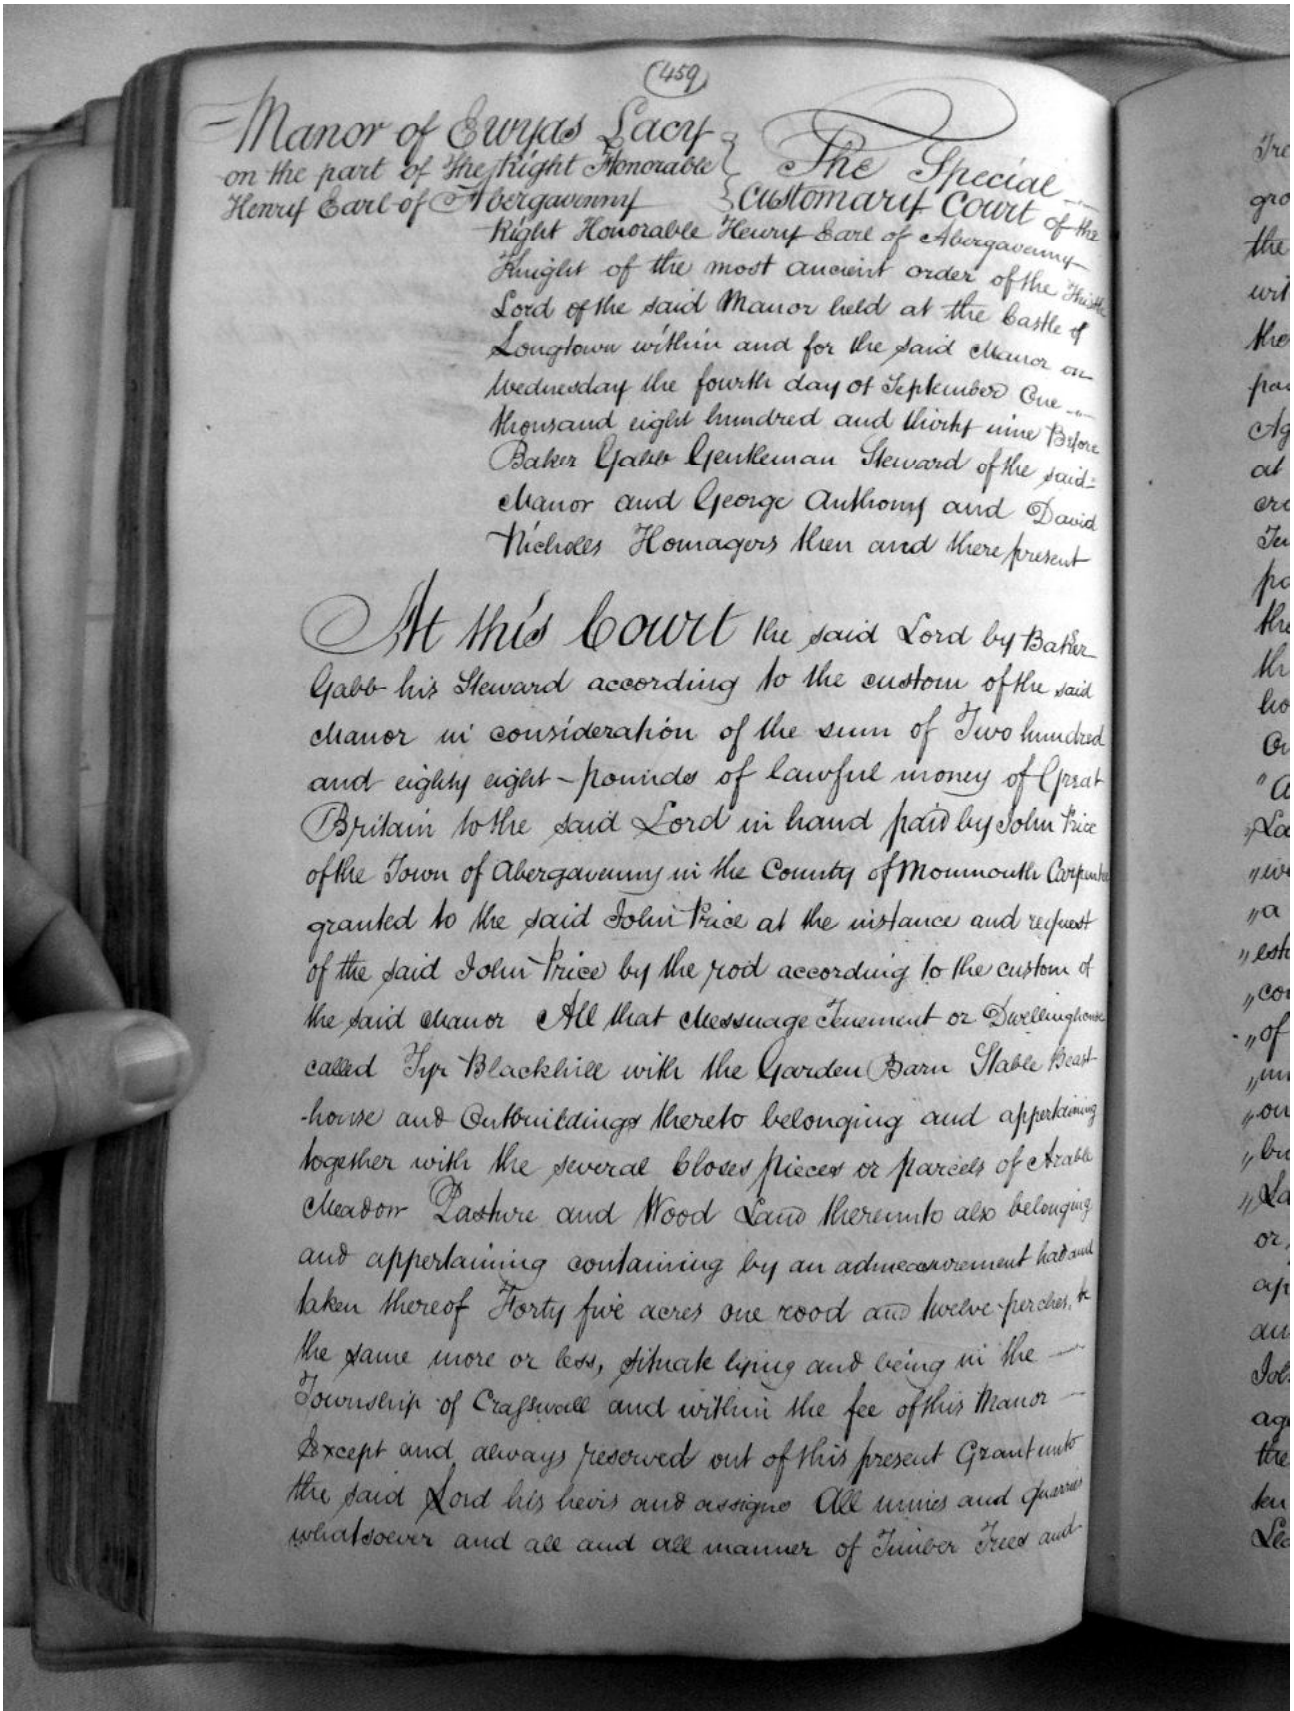 (459)
Manor of Ewyas Lacy
on the part of the Right Honorable
Henry Earl of Abergavenny
The Special
Customary Court of the
Right Honorable Henry Earl of Abergavenny
Knight of the most ancient order of the Thistle
Lord of the said Manor held at the Castle of
Longtown within and for the said Manor on
Wednesday the fourth day of September One
thousand eight hundred and thirty nine Before
Baker Gabb Gentleman Steward of the said
Manor and George Anthony and David
Nicholls Homagers then and there present
At this Court the said Lord by Baker
Gabb his Steward according to the custom of the said
Manor in consideration of the sum of Two hundred
and eighty eight – pounds of lawful money of Great
Britain to the said Lord in hand paid by John Price
of the Town of Abergavenny in the County of Monmouth Carpenter
granted to the said John Price at the instance and request
of the said John Price by the rod according to the custom of
the said Manor All that Messuage Tenement or Dwellinghouse
called Tyr Blackhill with the Garden Barn Stable Beast
-house and Outbuildings thereto belonging and appertaining
together with the several Closes pieces or parcels of Arable
Meadow Pasture and Wood Land thereunto also belonging
and appertaining containing by an admeasurement had and
taken thereof Forty five acres one rood and twelve perches, be
the same more or less, situate lying and being in the
Township of Crasswall and within the fee of this Manor
Except and always reserved out of this present Grant unto
the said Lord his heirs and assigns All mines and quarries
whatsoever and all and all manner of Timber Trees and